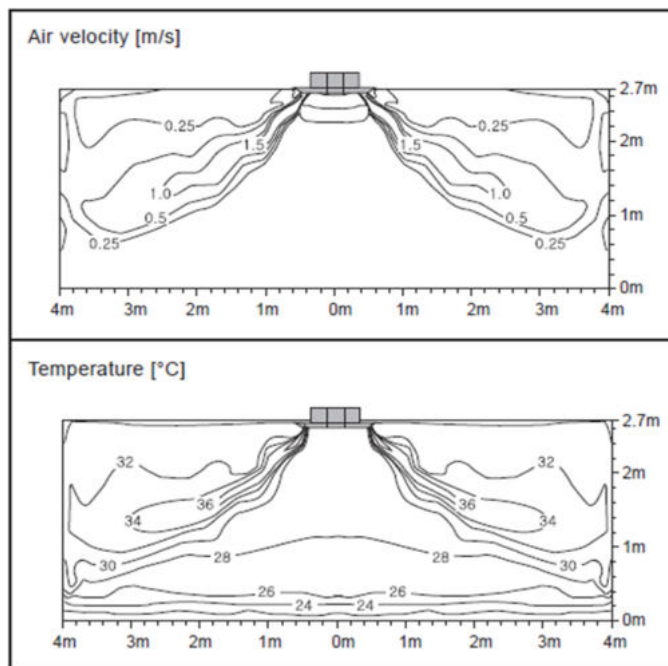 Air velocity [m/s]
2.7m
0.25 0.25
2m
1.5 1.5
1.0 1.0
1m
0.5 0.5
0.25 0.25
0m
4m 3m 2m 1m 0m 1m 2m 3m 4m
Temperature [°C]
2.7m
32 32
2m
36 36
34 34
1m
30 28 28 30
26 26
24 24
0m
4m 3m 2m 1m 0m 1m 2m 3m 4m